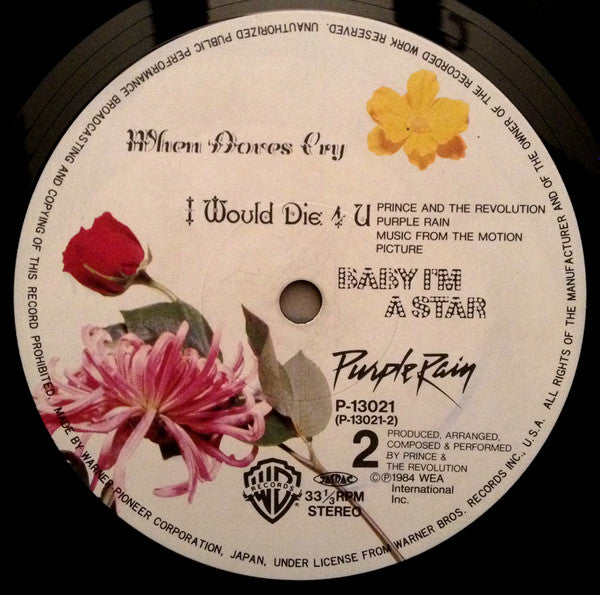 When Doves Cry
I Would Die 4 U
PRINCE AND THE REVOLUTION
PURPLE RAIN
MUSIC FROM THE MOTION
PICTURE
BABY I'M
A STAR
Purple Rain
P-13021
(P-13021-2)
2
PRODUCED, ARRANGED,
COMPOSED & PERFORMED
BY PRINCE &
THE REVOLUTION
Ⓒ Ⓟ 1984 WEA
International
Inc.
WB
RECORDS
JASRAC
33 1/3 RPM
STEREO
ALL RIGHTS OF THE MANUFACTURER AND OF THE OWNER OF THE RECORDED WORK RESERVED. UNAUTHORIZED PUBLIC PERFORMANCE BROADCASTING AND COPYING OF THIS RECORD PROHIBITED. MADE BY WARNER PIONEER CORPORATION, JAPAN, UNDER LICENSE FROM WARNER BROS. RECORDS INC., U.S.A.